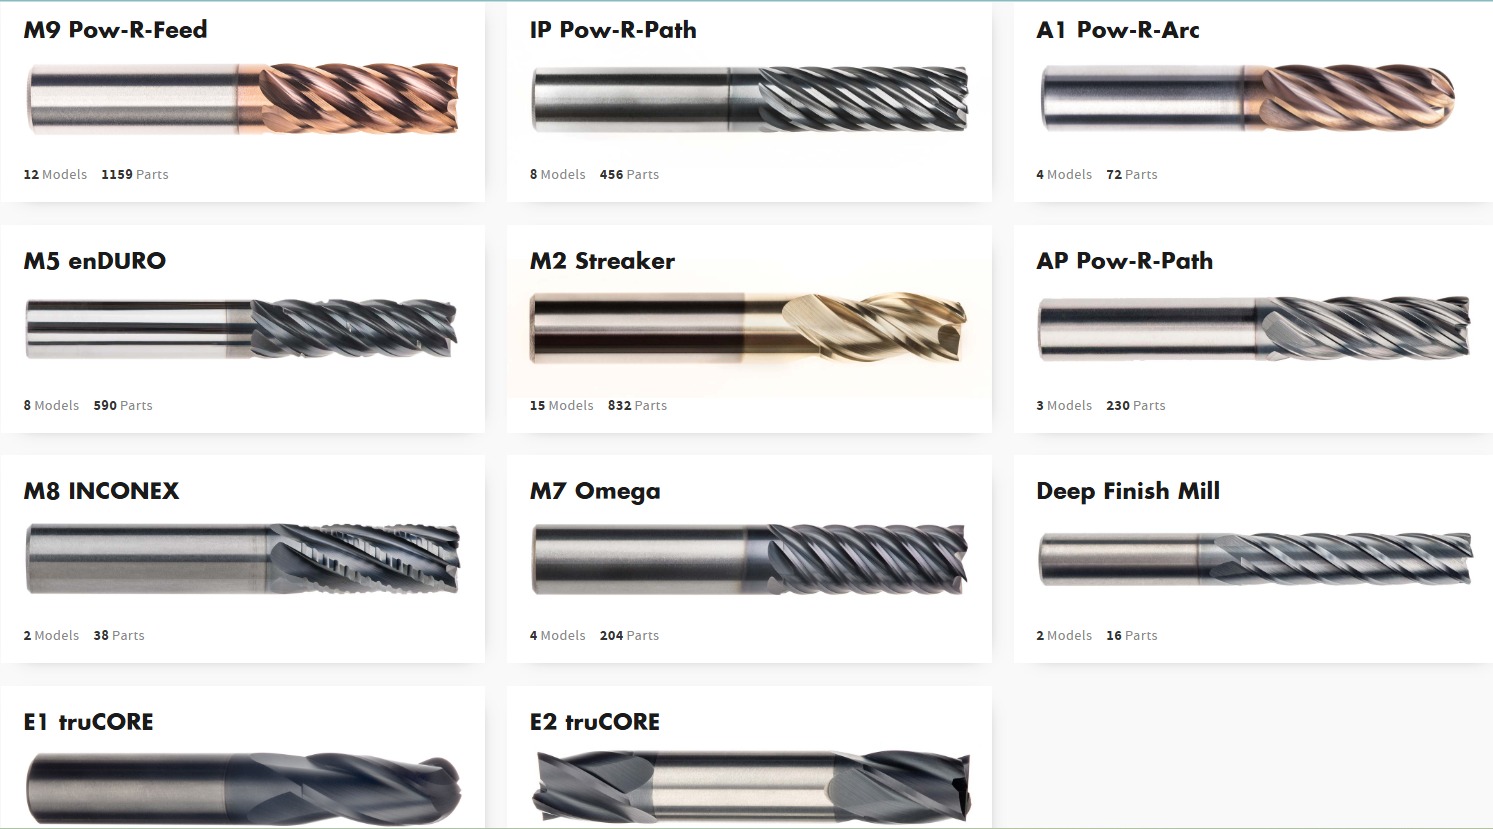 M9 Pow-R-Feed
12 Models 1159 Parts
IP Pow-R-Path
8 Models 456 Parts
A1 Pow-R-Arc
4 Models 72 Parts
M5 enDURO
8 Models 590 Parts
M2 Streaker
15 Models 832 Parts
AP Pow-R-Path
3 Models 230 Parts
M8 INCONEX
2 Models 38 Parts
M7 Omega
4 Models 204 Parts
Deep Finish Mill
2 Models 16 Parts
E1 truCORE
E2 truCORE